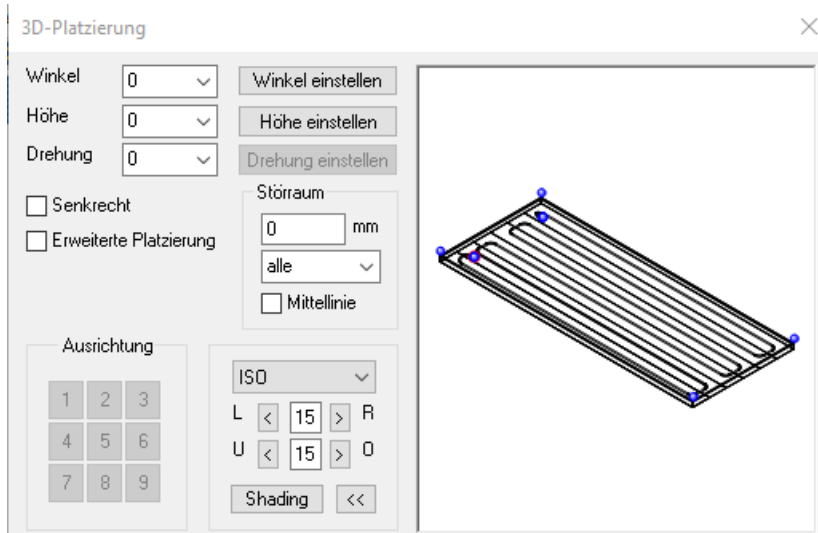 3D-Platzierung
Winkel 0 Winkel einstellen
Höhe 0 Höhe einstellen
Drehung 0 Drehung einstellen
Senkrecht
Erweiterte Platzierung
Störraum
0 mm
alle
Mittellinie
Ausrichtung
1 2 3
4 5 6
7 8 9
ISO
L < 15 > R
U < 15 > O
Shading <<